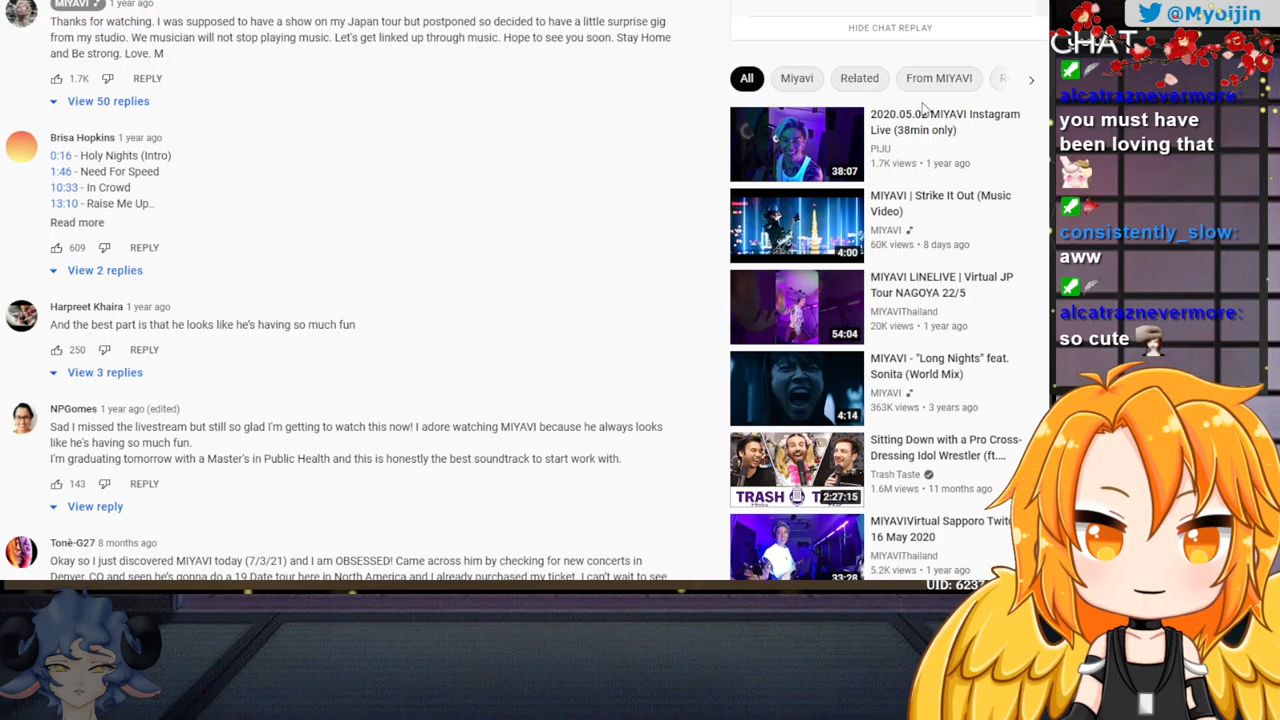 MIYAVI 1 year ago
Thanks for watching. I was supposed to have a show on my Japan tour but postponed so decided to have a little surprise gig
from my studio. We musician will not stop playing music. Let's get linked up through music. Hope to see you soon. Stay Home
and Be strong. Love. M
1.7K REPLY
View 50 replies
Brisa Hopkins 1 year ago
0:16 - Holy Nights (Intro)
1:46 - Need For Speed
10:33 - In Crowd
13:10 - Raise Me Up..
Read more
609 REPLY
View 2 replies
Harpreet Khaira 1 year ago
And the best part is that he looks like he's having so much fun
250 REPLY
View 3 replies
NPGomes 1 year ago (edited)
Sad I missed the livestream but still so glad I'm getting to watch this now! I adore watching MIYAVI because he always looks
like he's having so much fun.
I'm graduating tomorrow with a Master's in Public Health and this is honestly the best soundtrack to start work with.
143 REPLY
View reply
Tonè-G27 8 months ago
Okay so I just discovered MIYAVI today (7/3/21) and I am OBSESSED! Came across him by checking for new concerts in
Denver, CO and seen he's gonna do a 19 Date tour here in North America and I already purchased my ticket. I can't wait to see
HIDE CHAT REPLAY
All Miyavi Related From MIYAVI
2020.05.02 MIYAVI Instagram
Live (38min only)
PIJU
1.7K views • 1 year ago
38:07
MIYAVI | Strike It Out (Music
Video)
MIYAVI
60K views • 8 days ago
4:00
MIYAVI LINELIVE | Virtual JP
Tour NAGOYA 22/5
MIYAVIThailand
20K views • 1 year ago
54:04
MIYAVI - "Long Nights" feat.
Sonita (World Mix)
MIYAVI
363K views • 3 years ago
4:14
Sitting Down with a Pro Cross-
Dressing Idol Wrestler (ft....
Trash Taste
1.6M views • 11 months ago
TRASH T
2:27:15
MIYAVIVirtual Sapporo Twit
16 May 2020
MIYAVIThailand
5.2K views • 1 year ago
33:28
UID: 6237
@Myoijin
CHAT
alcatraznevermore:
you must have
been loving that
consistently_slow:
aww
alcatraznevermore:
so cute